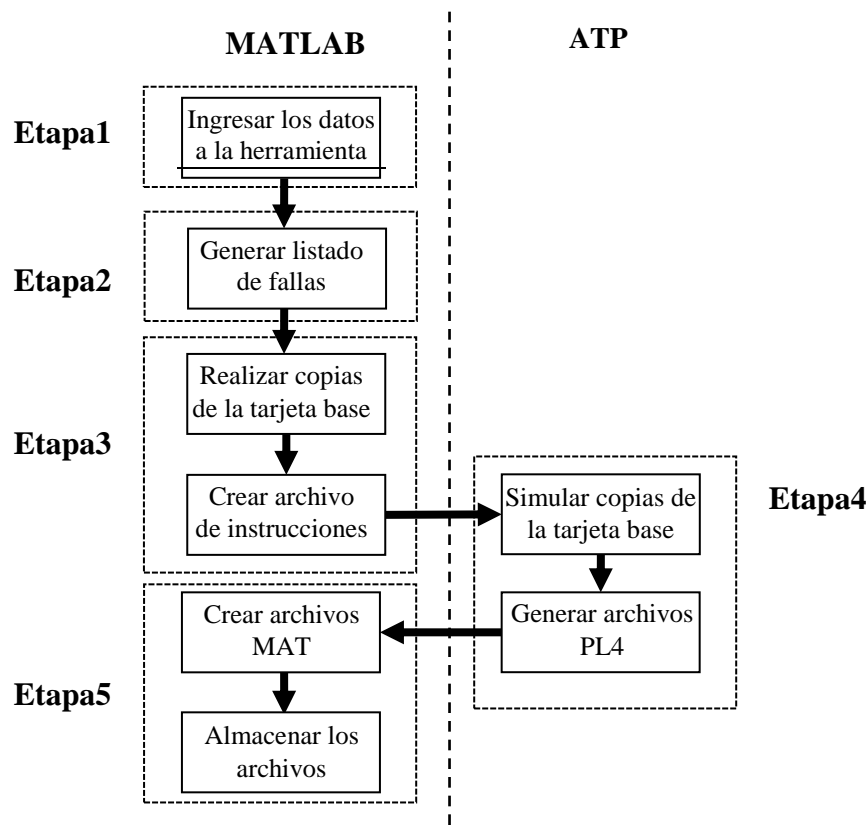 MATLAB
ATP
Etapa1
Ingresar los datos
a la herramienta
Etapa2
Generar listado
de fallas
Etapa3
Realizar copias
de la tarjeta base
Crear archivo
de instrucciones
Simular copias de
la tarjeta base
Etapa4
Generar archivos
PL4
Etapa5
Crear archivos
MAT
Almacenar los
archivos